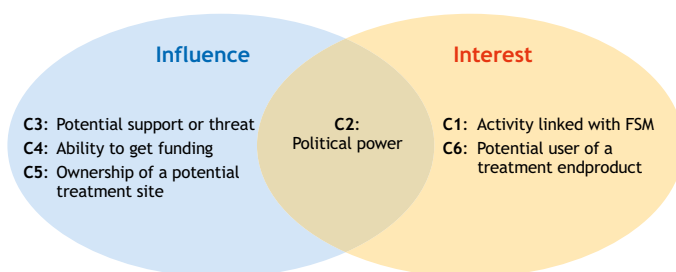 Influence
Interest
C3: Potential support or threat
C4: Ability to get funding
C5: Ownership of a potential
treatment site
C2:
Political power
C1: Activity linked with FSM
C6: Potential user of a
treatment endproduct